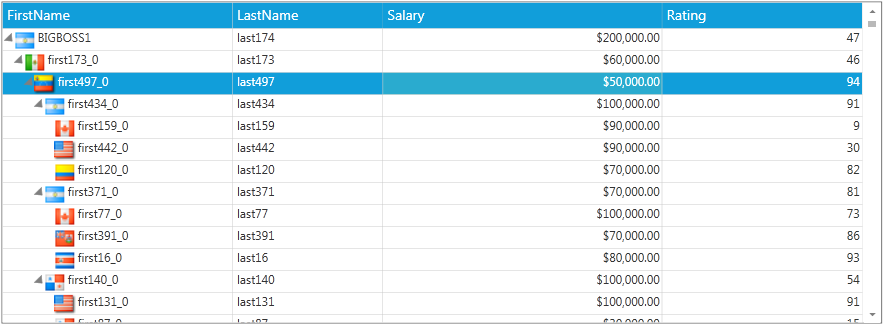 FirstName LastName Salary Rating
BIGBOSS1 last174 $200,000.00 47
first173_0 last173 $60,000.00 46
first497_0 last497 $50,000.00 94
first434_0 last434 $100,000.00 91
first159_0 last159 $90,000.00 9
first442_0 last442 $90,000.00 30
first120_0 last120 $70,000.00 82
first371_0 last371 $70,000.00 81
first77_0 last77 $100,000.00 73
first391_0 last391 $70,000.00 86
first16_0 last16 $80,000.00 93
first140_0 last140 $100,000.00 54
first131_0 last131 $100,000.00 91
first87_0 last87